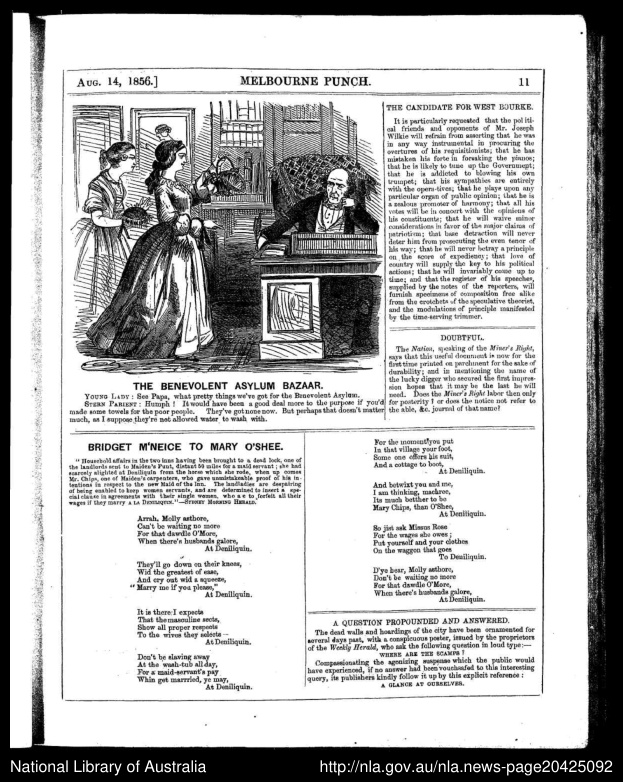 AUG. 14, 1856.]
MELBOURNE PUNCH.
11
THE BENEVOLENT ASYLUM BAZAAR.
YOUNG LADY: See Papa, what pretty things we've got for the Benevolent Asylum.
STERN PARIENT: Humph! It would have been a good deal more to the purpose if you'd
made some towels for the poor people. They've got none now. But perhaps that doesn't matter
much, as I suppose they're not allowed water to wash with.
BRIDGET M'NEICE TO MARY O'SHEE.
" Household affairs in the two inns having been brought to a dead lock, one of
the landlords sent to Maiden's Punt, distant 50 miles for a maid servant; she had
scarcely alighted at Deniliquin from the horse which she rode, when up comes
Mr. Chips, one of Maiden's carpenters, who gave unmistakeable proof of his in-
tentions in respect to the new Maid of the Inn. The landladies are despairing
of being enabled to keep women servants, and are determined to insert a spe-
cial clause in agreements with their single women, who are to forfeit all their
wages if they marry A LA DENILIQUIN."—SYDNEY MORNING HERALD.
Arrah, Molly asthore,
Can't be waiting no more
For that dawdle O'More,
When there's husbands galore,
At Deniliquin.
They'll go down on their knees,
Wid the greatest of ease,
And cry out wid a squeeze,
" Marry me if you please,"
At Deniliquin.
It is there I expects
That the masculine sects,
Show all proper respects
To the wives they selects—
At Deniliquin.
Don't be slaving away
At the wash-tub all day,
For a maid-servant's pay
Whin get marrried, ye may,
At Deniliquin.
For the moment you put
In that village your foot,
Some one offers his suit,
And a cottage to boot,
At Deniliquin.
And betwixt you and me,
I am thinking, machree,
Its much better to be
Mary Chips, than O'Shee,
At Deniliquin.
So jist ask Missus Rose
For the wages she owes;
Put yourself and your clothes
On the waggon that goes
To Deniliquin.
D'ye hear, Molly asthore,
Don't be waiting no more
For that dawdle O'More,
When there's husbands galore,
At Deniliquin.
A QUESTION PROPOUNDED AND ANSWERED.
The dead walls and hoardings of the city have been ornamented for
several days past, with a conspicuous poster, issued by the proprietors
of the Weekly Herald, who ask the following question in loud type:—
WHERE ARE THE SCAMPS?
Compassionating the agonizing suspense which the public would
have experienced, if no answer had been vouchsafed to this interesting
query, its publishers kindly follow it up by this explicit reference:
A GLANCE AT OURSELVES.
THE CANDIDATE FOR WEST BOURKE.
It is particularly requested that the politi-
cal friends and opponents of Mr. Joseph
Wilkie will refrain from asserting that he was
in any way instrumental in procuring the
overtures of his requisitionists; that he has
mistaken his forte in forsaking the pianos;
that he is likely to tune up the Government;
that he is addicted to blowing his own
trumpet; that his sympathies are entirely
with the opera-tives; that he plays upon any
particular organ of public opinion; that he is
a zealous promoter of harmony; that all his
votes will be in concert with the opinions of
his constituents; that he will waive minor
considerations in favor of the major claims of
patriotism; that base detraction will never
deter him from prosecuting the even tenor of
his way; that he will never betray a principle
on the score of expediency; that love of
country will supply the key to his political
actions; that he will invariably come up to
time; and that the register of his speeches,
supplied by the notes of the reporters, will
furnish specimens of composition free alike
from the crotchets of the speculative theorist,
and the modulations of principle manifested
by the time-serving trimmer.
DOUBTFUL.
The Nation, speaking of the Miner's Right,
says that this useful document is now for the
first time printed on parchment for the sake of
durability; and in mentioning the name of
the lucky digger who secured the first impres-
sion hopes that it may be the last he will
need. Does the Miner's Right labor then only
for posterity? or does the notice not refer to
the able, &c. journal of that name?
National Library of Australia
http://nla.gov.au/nla.news-page20425092